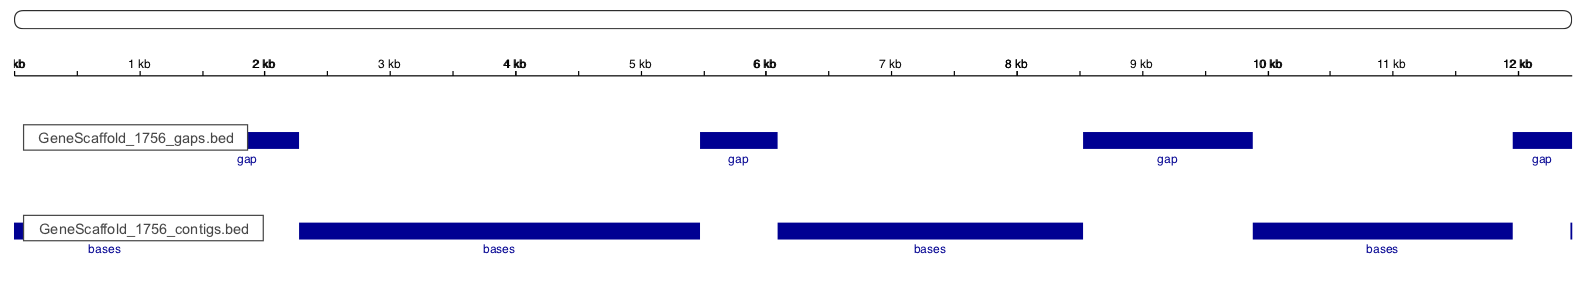 kb 1 kb 2 kb 3 kb 4 kb 5 kb 6 kb 7 kb 8 kb 9 kb 10 kb 11 kb 12 kb
GeneScaffold_1756_gaps.bed
gap gap gap gap
GeneScaffold_1756_contigs.bed
bases bases bases bases